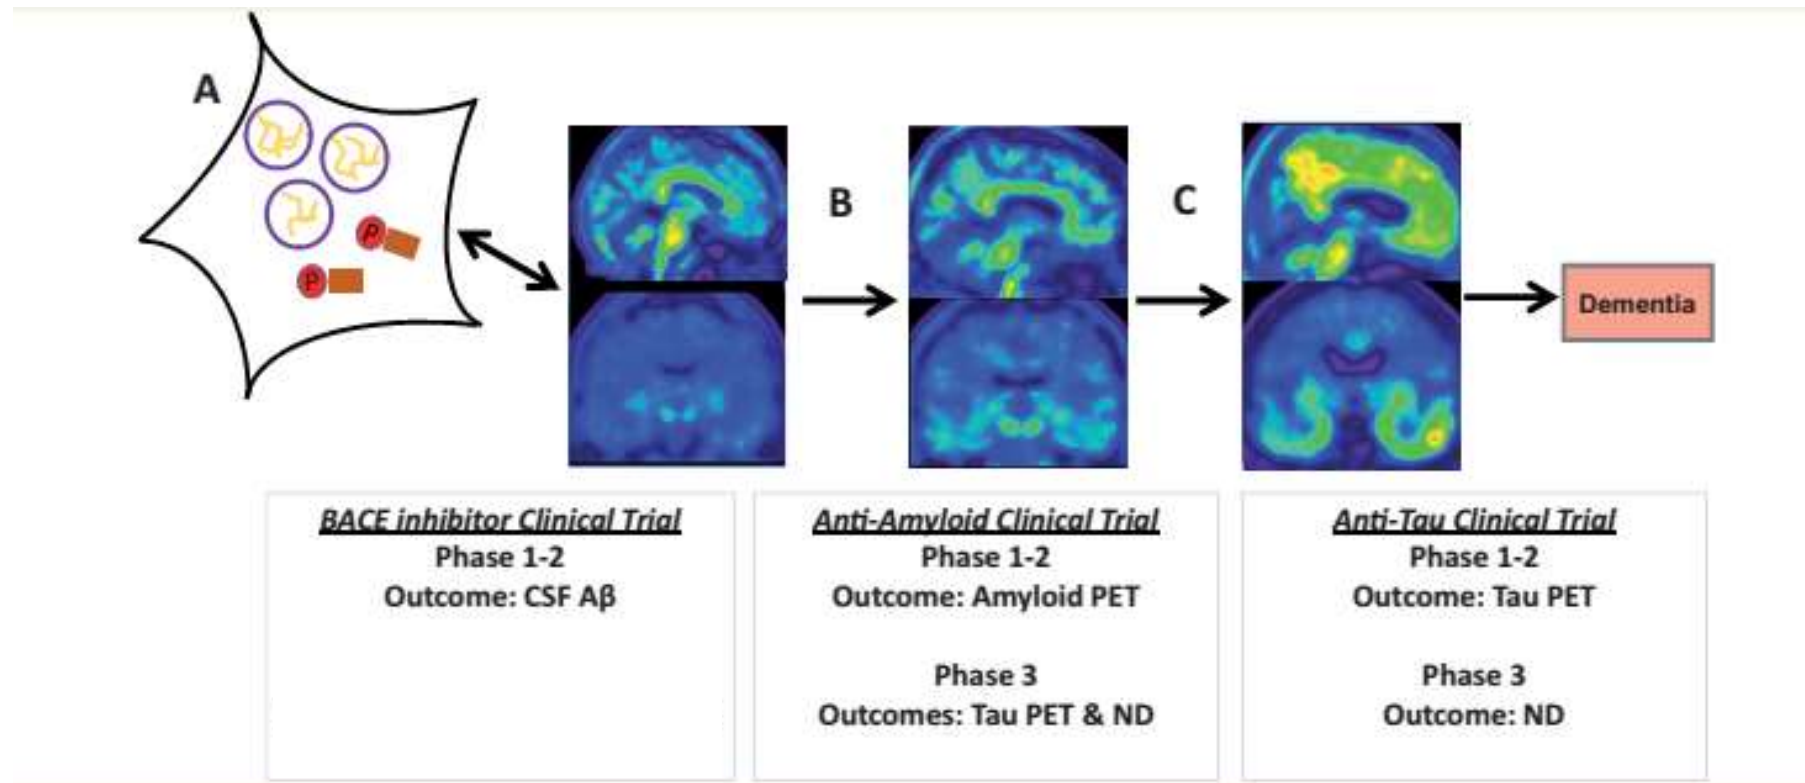 A
P
P
B
C
Dementia
BACE inhibitor Clinical Trial
Phase 1-2
Outcome: CSF Aβ
Anti-Amyloid Clinical Trial
Phase 1-2
Outcome: Amyloid PET
Phase 3
Outcomes: Tau PET & ND
Anti-Tau Clinical Trial
Phase 1-2
Outcome: Tau PET
Phase 3
Outcome: ND